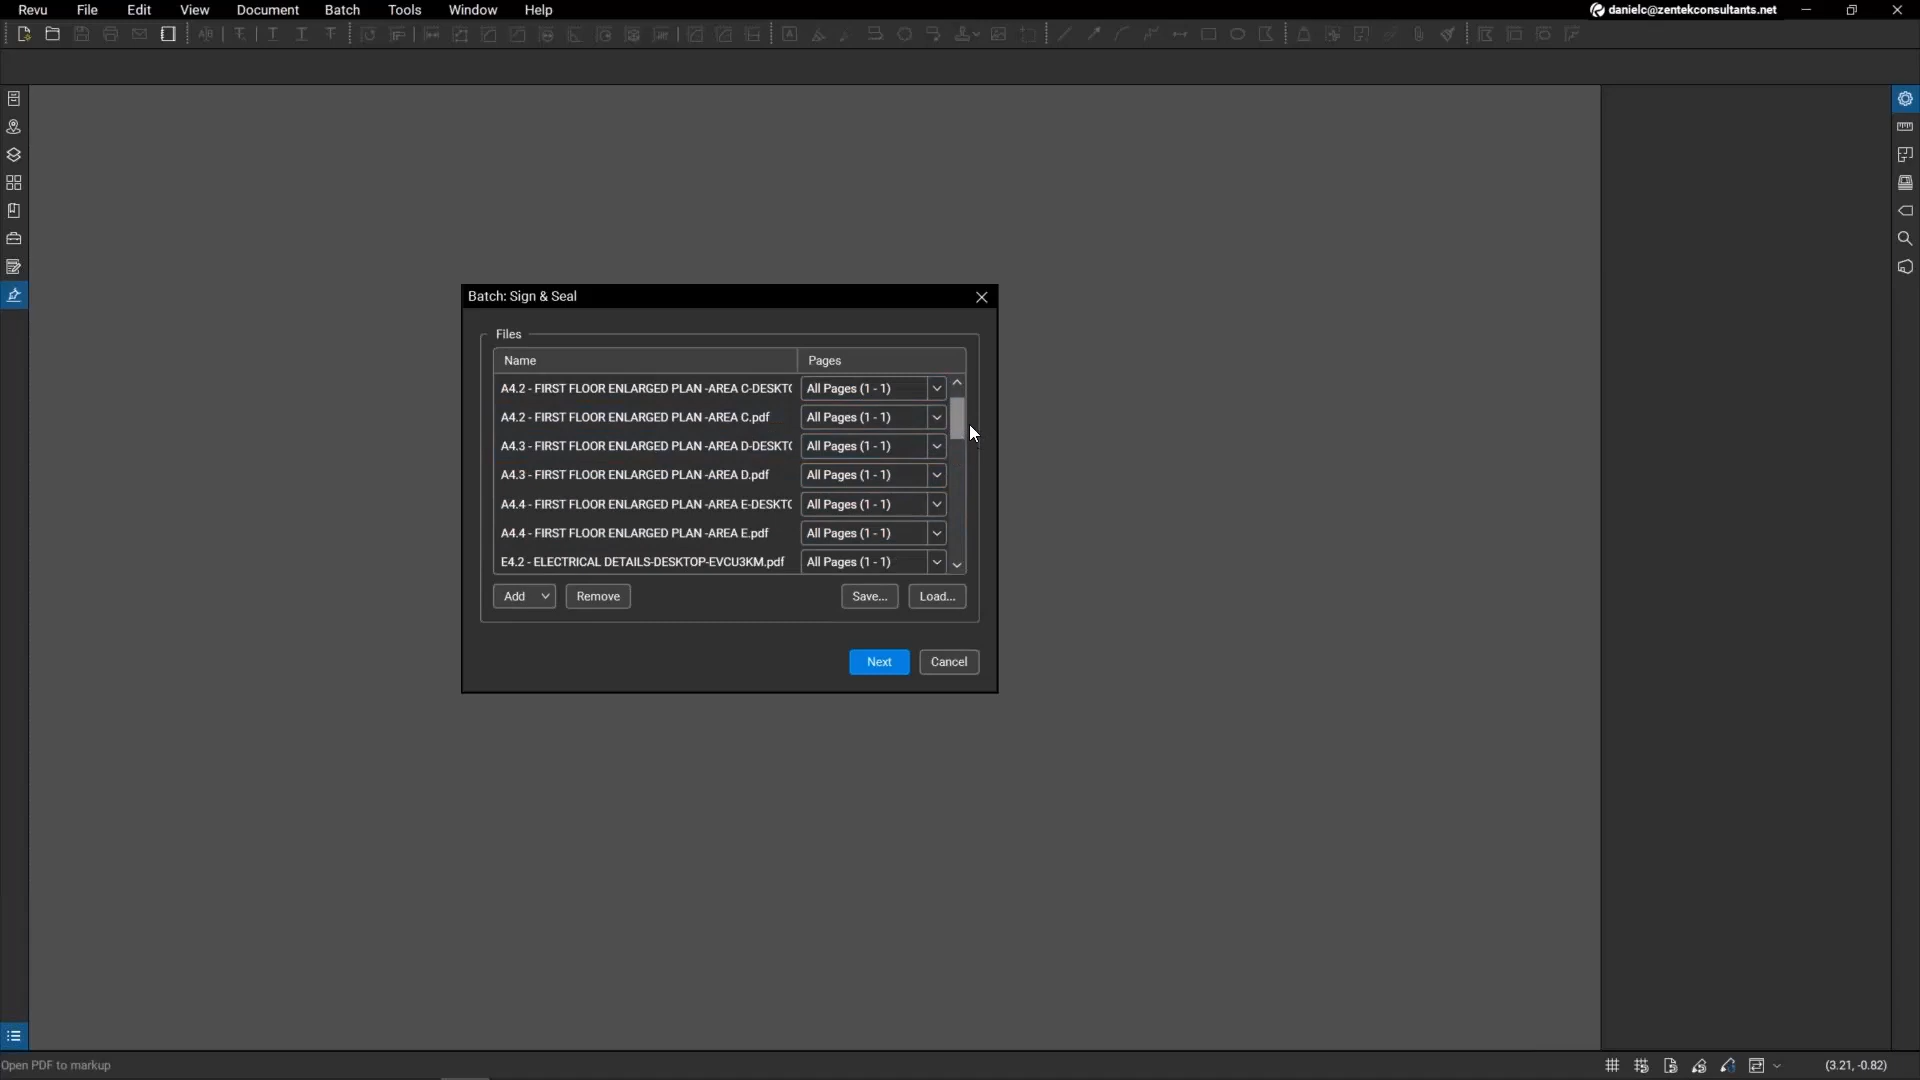 Revu File Edit View Document Batch Tools Window Help danielc@zentekconsultants.net
Batch: Sign & Seal
Files
Name Pages
A4.2 - FIRST FLOOR ENLARGED PLAN -AREA C-DESKTO All Pages (1 - 1)
A4.2 - FIRST FLOOR ENLARGED PLAN -AREA C.pdf All Pages (1 - 1)
A4.3 - FIRST FLOOR ENLARGED PLAN -AREA D-DESKTO All Pages (1 - 1)
A4.3 - FIRST FLOOR ENLARGED PLAN -AREA D.pdf All Pages (1 - 1)
A4.4 - FIRST FLOOR ENLARGED PLAN -AREA E-DESKTO All Pages (1 - 1)
A4.4 - FIRST FLOOR ENLARGED PLAN -AREA E.pdf All Pages (1 - 1)
E4.2 - ELECTRICAL DETAILS-DESKTOP-EVCU3KM.pdf All Pages (1 - 1)
Add Remove Save... Load...
Next Cancel
Open PDF to markup (3.21, -0.82)